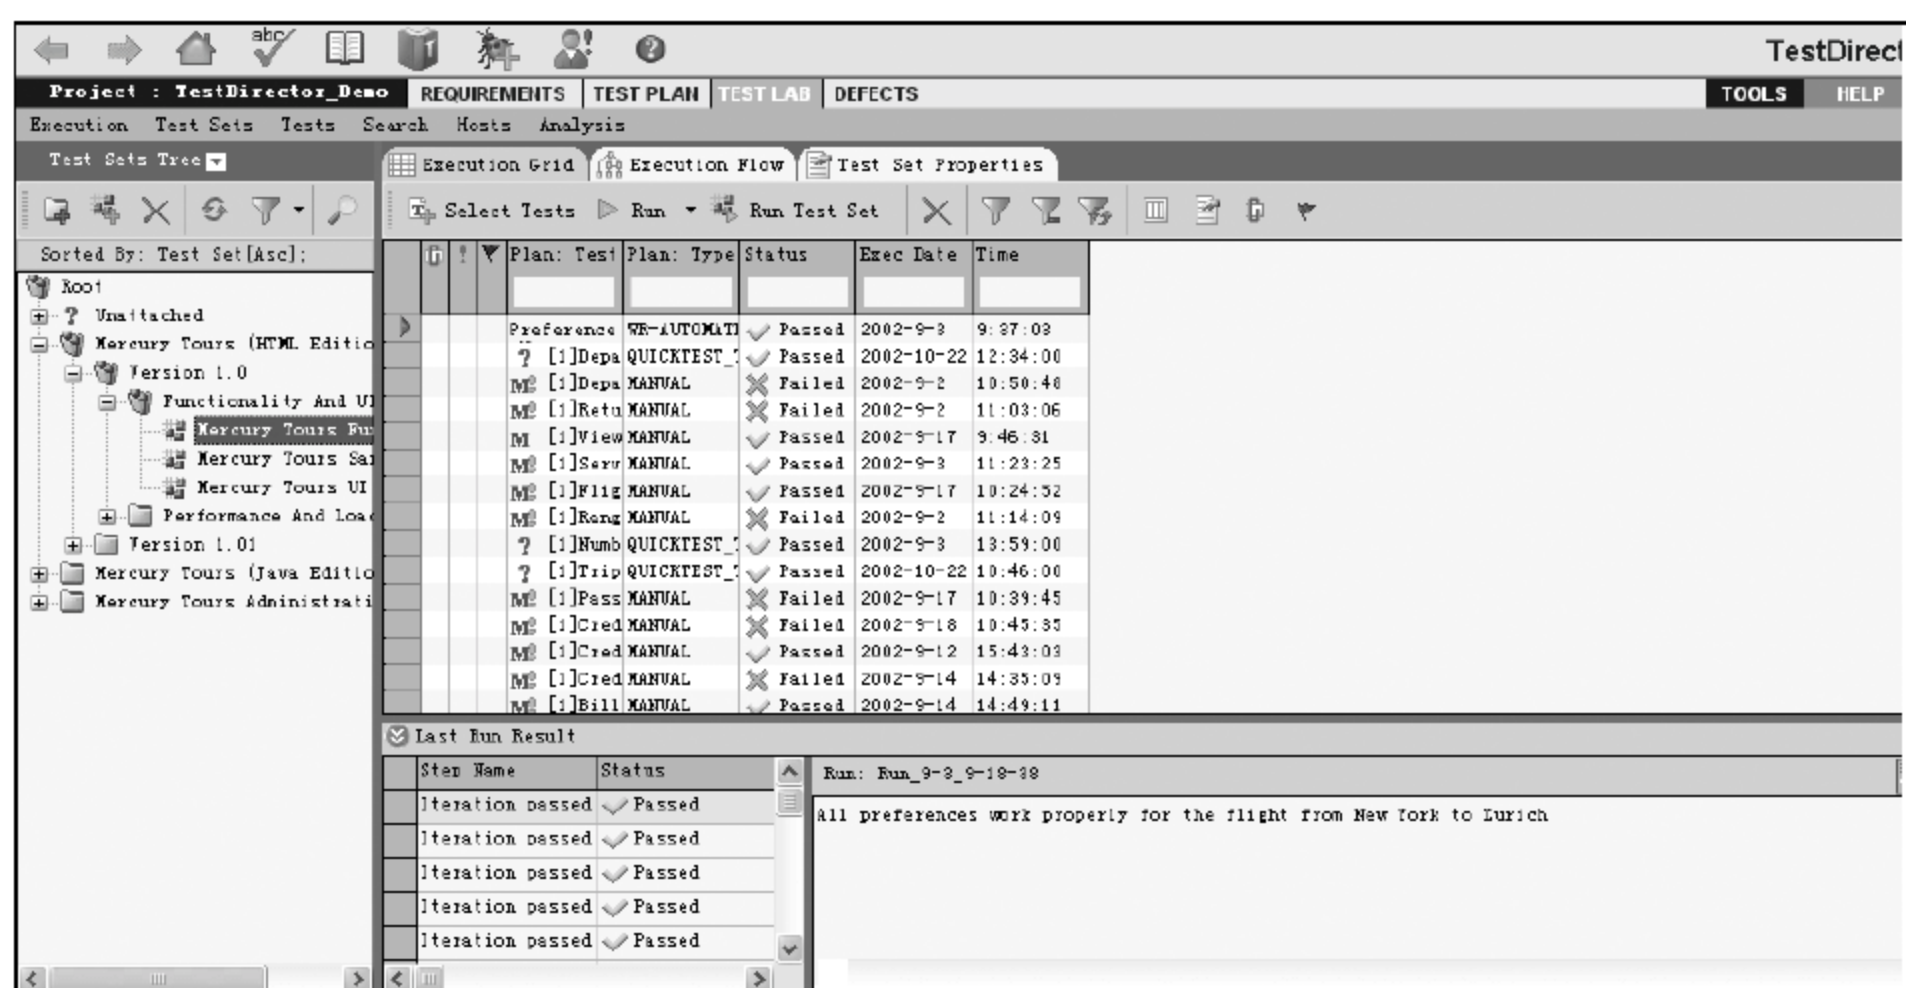 abc
TestDirect
Project : TestDirector_Demo REQUIREMENTS TEST PLAN TEST LAB DEFECTS TOOLS HELP
Execution Test Sets Tests Search Hosts Analysis
Test Sets Tree Execution Grid Execution Flow Test Set Properties
Select Tests Run Run Test Set
Sorted By: Test Set[Asc];
Root
Unattached
Mercury Tours (HTML Editio
Version 1.0
Functionality And UI
Mercury Tours Fun
Mercury Tours San
Mercury Tours UI
Performance And Load
Version 1.01
Mercury Tours (Java Editio
Mercury Tours Administrati
Plan: Test Plan: Type Status Exec Date Time
Preference WR-AUTOMATI Passed 2002-9-3 9:37:03
? [1]Depa QUICKTEST_T Passed 2002-10-22 12:34:00
M [1]Depa MANUAL Failed 2002-9-2 10:50:48
M [1]Retu MANUAL Failed 2002-9-2 11:03:06
M [1]View MANUAL Passed 2002-9-17 9:46:31
M [1]Serv MANUAL Passed 2002-9-3 11:23:25
M [1]Flig MANUAL Passed 2002-9-17 10:24:52
M [1]Rang MANUAL Failed 2002-9-2 11:14:09
? [1]Numb QUICKTEST_T Passed 2002-9-3 13:59:00
? [1]Trip QUICKTEST_T Passed 2002-10-22 10:46:00
M [1]Pass MANUAL Failed 2002-9-17 10:39:45
M [1]Cred MANUAL Failed 2002-9-18 10:45:35
M [1]Cred MANUAL Passed 2002-9-12 15:43:03
M [1]Cred MANUAL Failed 2002-9-14 14:35:09
M [1]Bill MANUAL Passed 2002-9-14 14:49:11
Last Run Result
Step Name Status
Iteration passed Passed
Iteration passed Passed
Iteration passed Passed
Iteration passed Passed
Iteration passed Passed
Run: Run_9-3_9-18-38
All preferences work properly for the flight from New York to Zurich